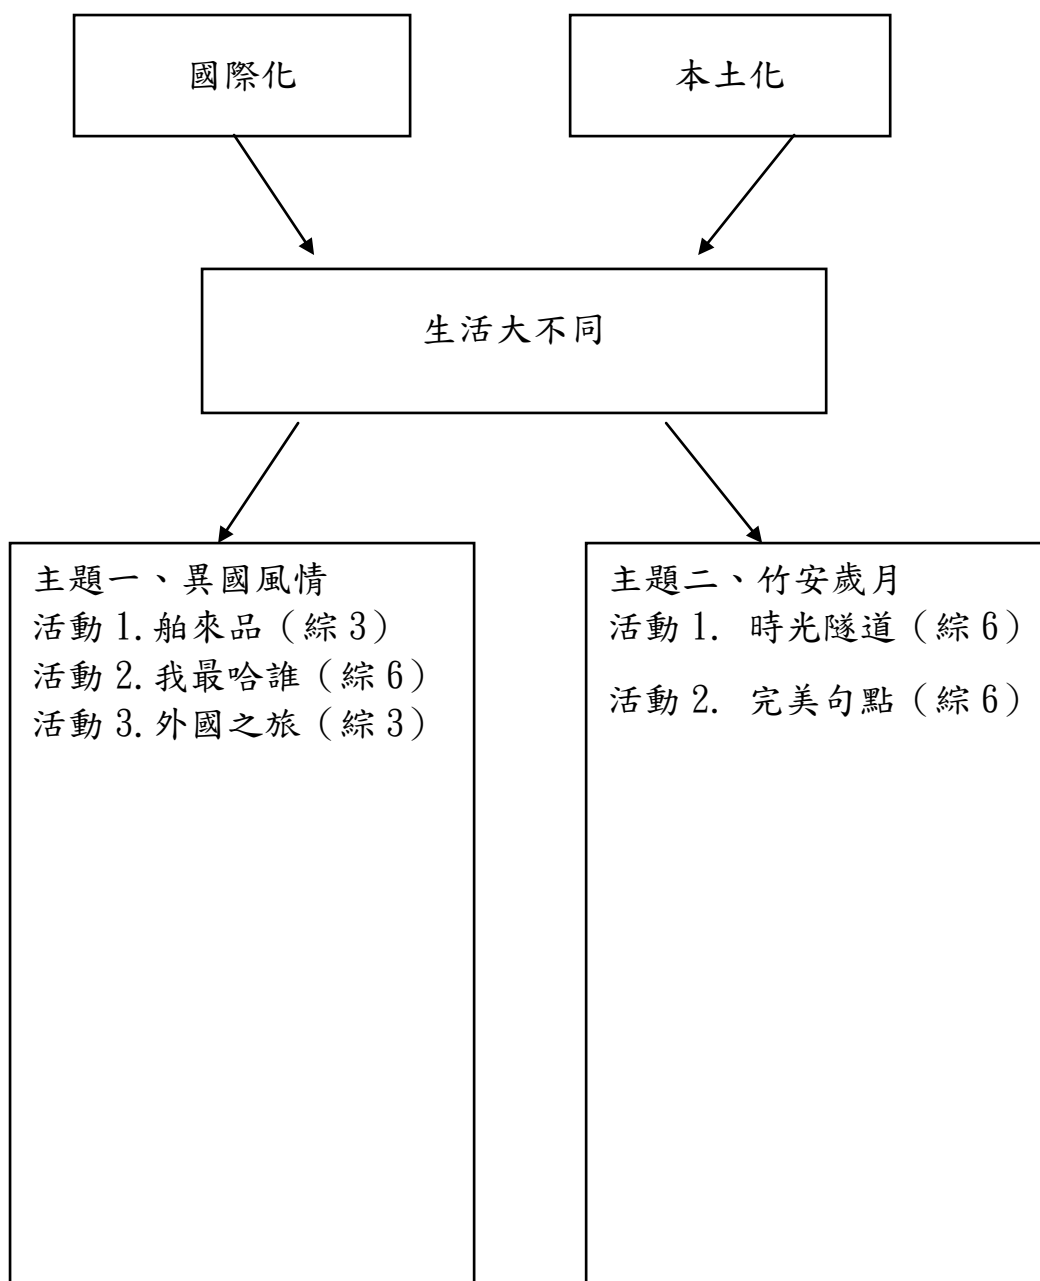 國際化
本土化
生活大不同
主題一、異國風情
活動 1.舶來品（綜 3）
活動 2.我最哈誰（綜 6）
活動 3.外國之旅（綜 3）
主題二、竹安歲月
活動 1. 時光隧道（綜 6）
活動 2. 完美句點（綜 6）